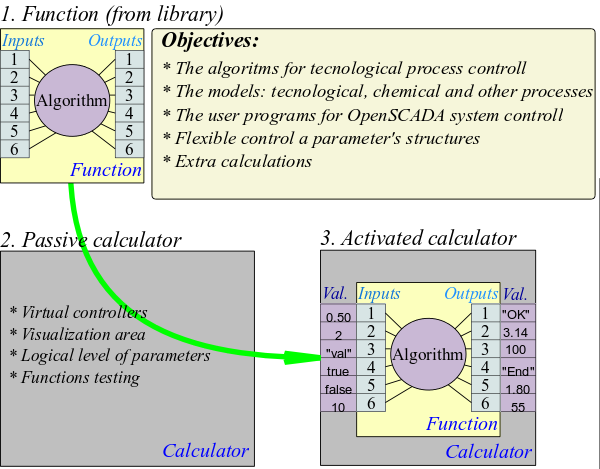 1. Function (from library)
Inputs Outputs
1 1
2 2
3 3
4 4
5 5
6 6
Algorithm
Function
Objectives:
* The algoritms for tecnological process controll
* The models: tecnological, chemical and other processes
* The user programs for OpenSCADA system controll
* Flexible control a parameter's structures
* Extra calculations
2. Passive calculator
* Virtual controllers
* Visualization area
* Logical level of parameters
* Functions testing
Calculator
3. Activated calculator
Val. Inputs Outputs Val.
0.50 1 1 "OK"
2 2 2 3.14
"val" 3 3 100
Algorithm
true 4 4 "End"
false 5 5 1.80
10 6 6 55
Function
Calculator